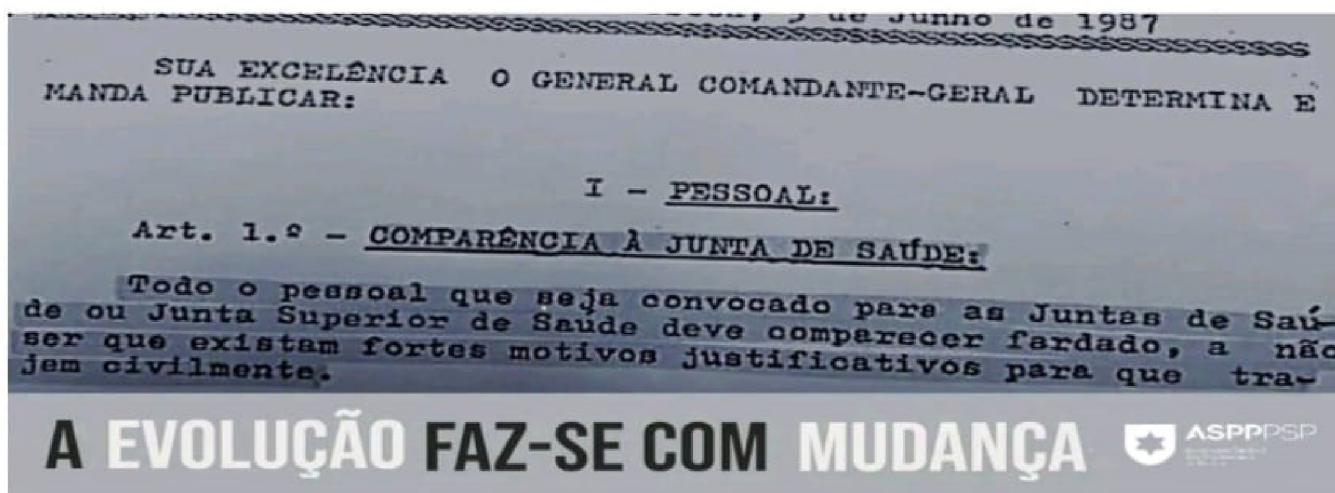 5 de Junho de 1987
SUA EXCELÊNCIA O GENERAL COMANDANTE-GERAL DETERMINA E
MANDA PUBLICAR:
I - PESSOAL:
Art. 1.º - COMPARÊNCIA À JUNTA DE SAÚDE:
Todo o pessoal que seja convocado para as Juntas de Saú-
de ou Junta Superior de Saúde deve comparecer fardado, a não
ser que existam fortes motivos justificativos para que tra-
jem civilmente.
A EVOLUÇÃO FAZ-SE COM MUDANÇA
ASPPPSP